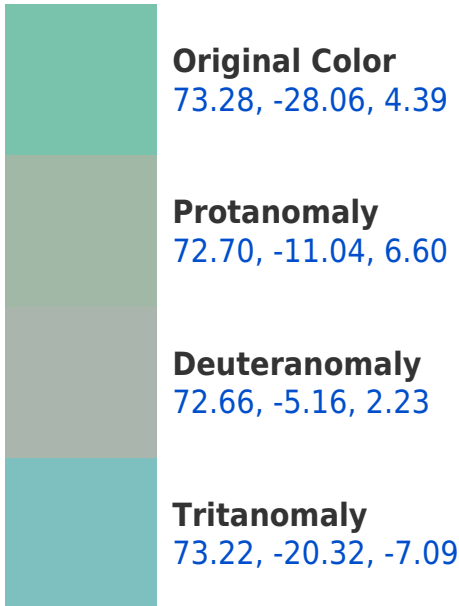 Original Color
73.28, -28.06, 4.39
Protanomaly
72.70, -11.04, 6.60
Deuteranomaly
72.66, -5.16, 2.23
Tritanomaly
73.22, -20.32, -7.09